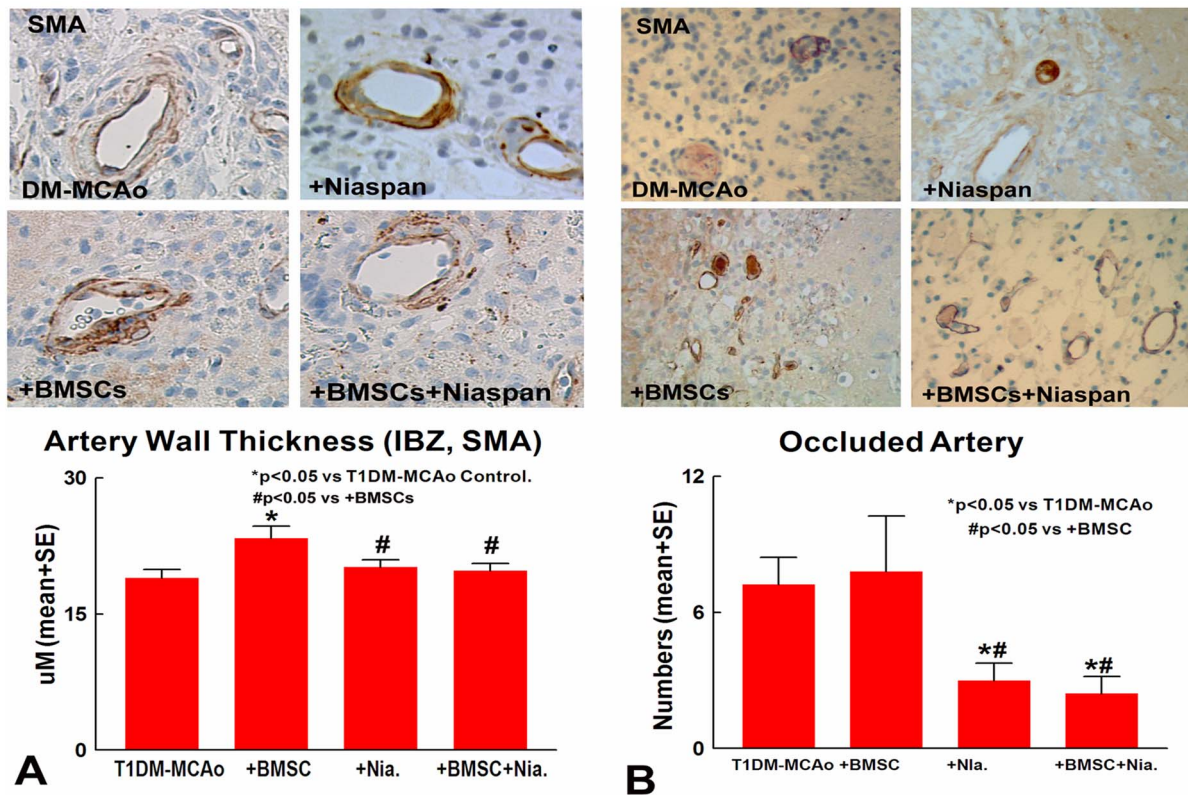 SMA
DM-MCAo
+Niaspan
+BMSCs
+BMSCs+Niaspan
Artery Wall Thickness (IBZ, SMA)
*p<0.05 vs T1DM-MCAo Control.
#p<0.05 vs +BMSCs
30
15
0
uM (mean+SE)
*
#
#
T1DM-MCAo
+BMSC
+Nia.
+BMSC+Nia.
A
SMA
DM-MCAo
+Niaspan
+BMSCs
+BMSCs+Niaspan
Occluded Artery
*p<0.05 vs T1DM-MCAo
#p<0.05 vs +BMSC
12
6
0
Numbers (mean+SE)
*#
*#
T1DM-MCAo
+BMSC
+NIa.
+BMSC+Nia.
B